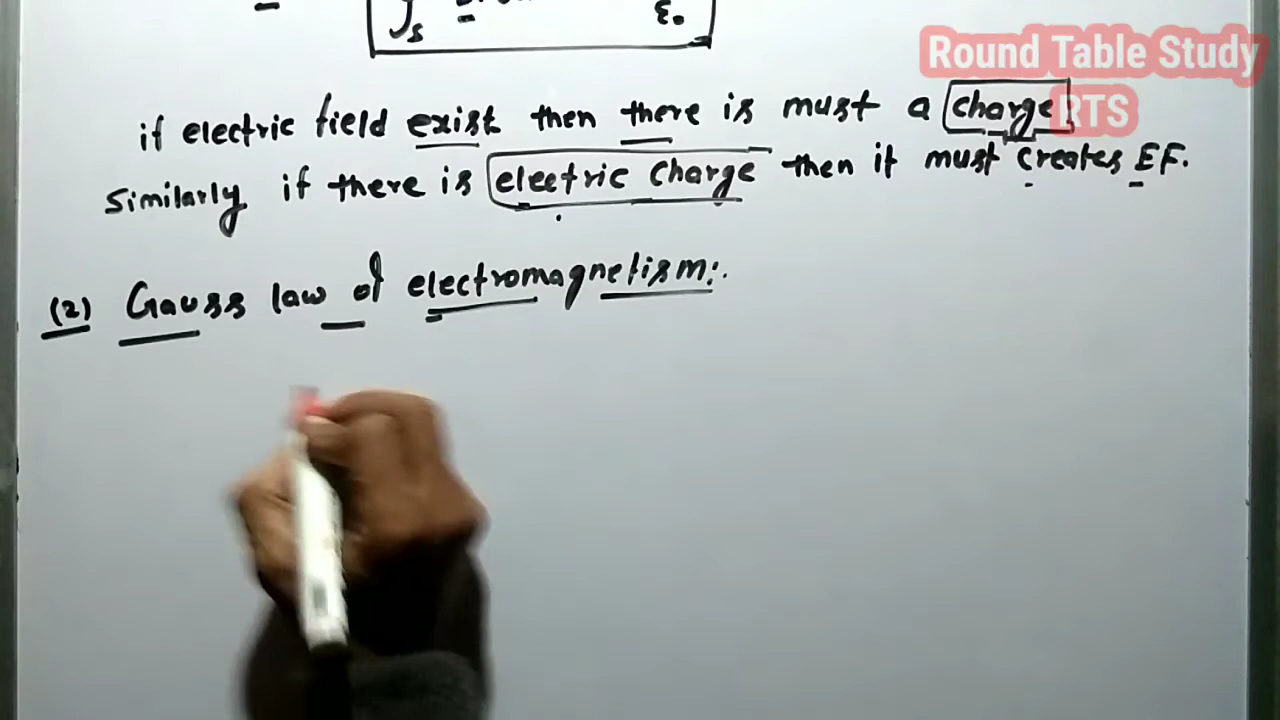 S
ε.
Round Table Study
RTS
if electric field exist then there is must a charge
Similarly if there is electric charge then it must creates EF.
(2) Gauss law of electromagnetism:.